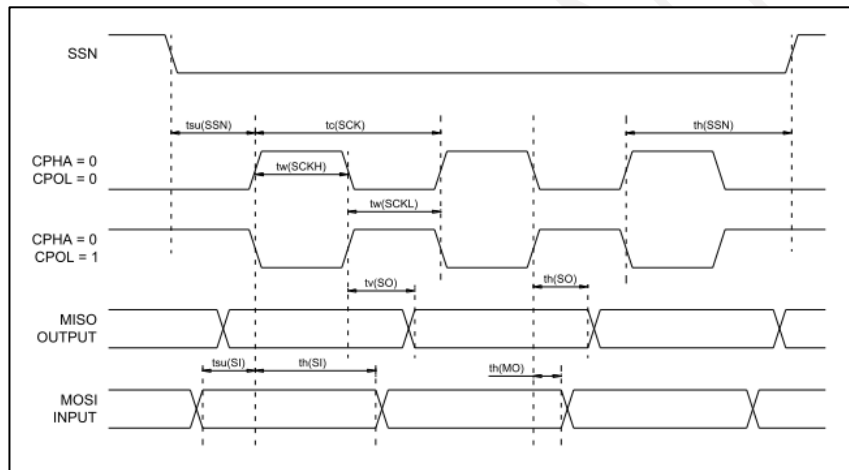 SSN
tsu(SSN)
tc(SCK)
th(SSN)
CPHA = 0
CPOL = 0
tw(SCKH)
tw(SCKL)
CPHA = 0
CPOL = 1
tv(SO)
th(SO)
MISO
OUTPUT
tsu(SI)
th(SI)
th(MO)
MOSI
INPUT